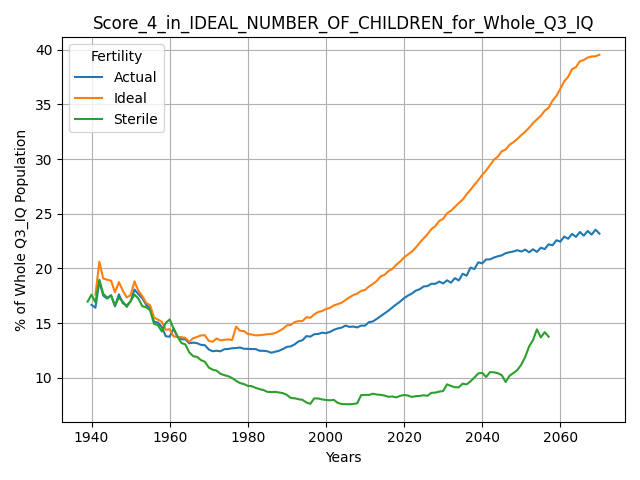 Score_4_in_IDEAL_NUMBER_OF_CHILDREN_for_Whole_Q3_IQ
Fertility
Actual
Ideal
Sterile
% of Whole Q3_IQ Population
40
35
30
25
20
15
10
1940
1960
1980
2000
2020
2040
2060
Years